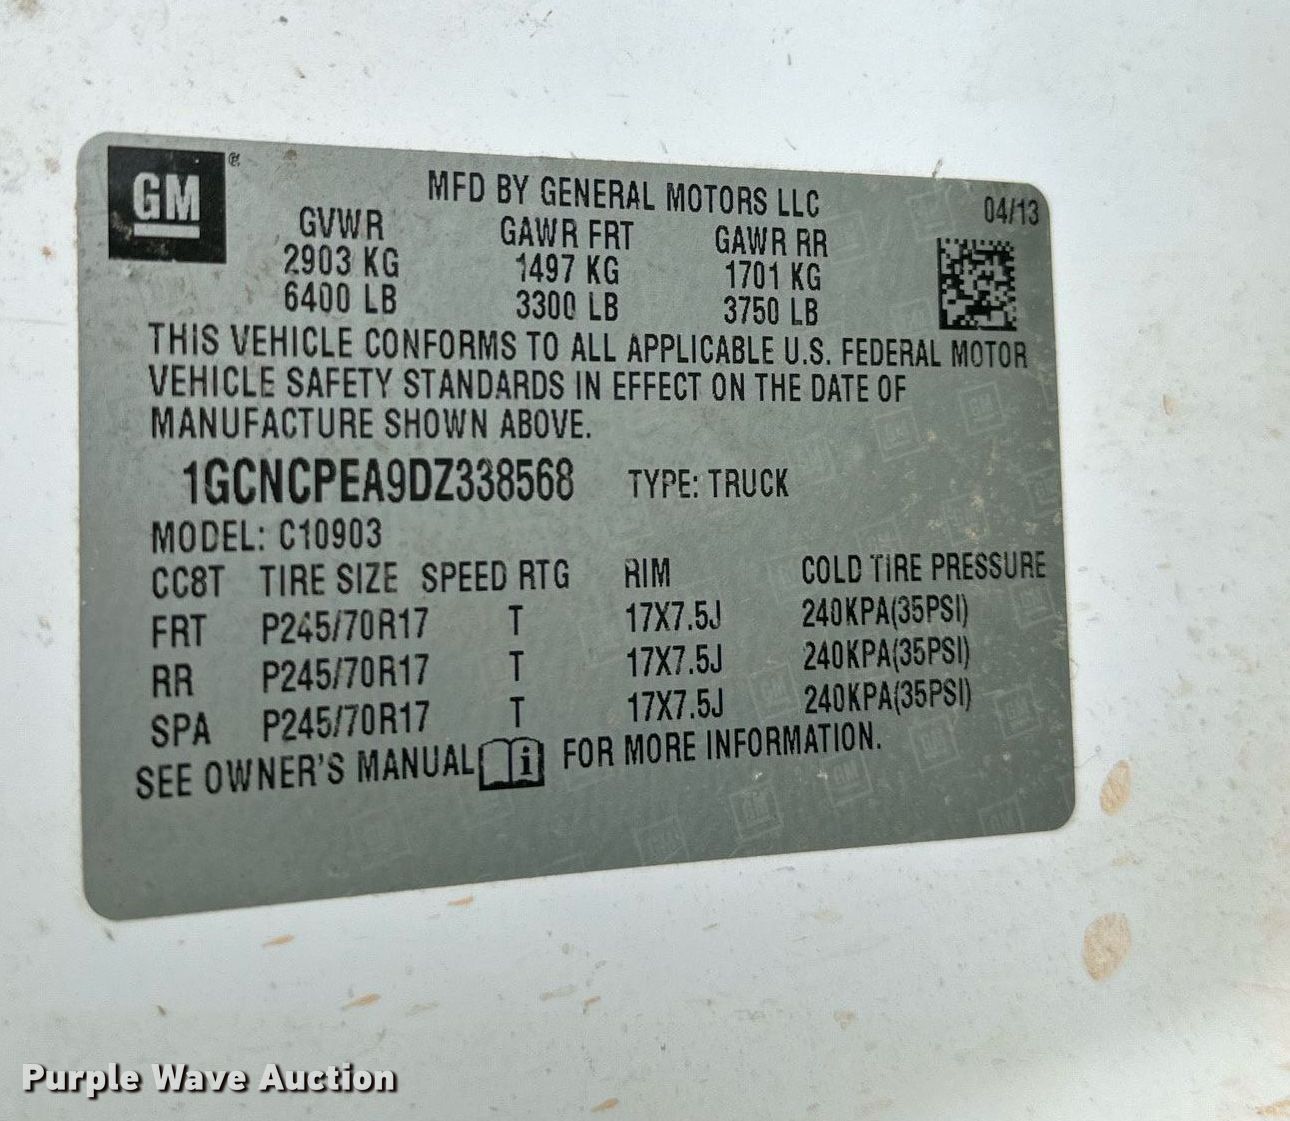 GM ®
MFD BY GENERAL MOTORS LLC 04/13
GVWR GAWR FRT GAWR RR
2903 KG 1497 KG 1701 KG
6400 LB 3300 LB 3750 LB
THIS VEHICLE CONFORMS TO ALL APPLICABLE U.S. FEDERAL MOTOR
VEHICLE SAFETY STANDARDS IN EFFECT ON THE DATE OF
MANUFACTURE SHOWN ABOVE.
1GCNCPEA9DZ338568 TYPE: TRUCK
MODEL: C10903
CC8T TIRE SIZE SPEED RTG RIM COLD TIRE PRESSURE
FRT P245/70R17 T 17X7.5J 240KPA(35PSI)
RR P245/70R17 T 17X7.5J 240KPA(35PSI)
SPA P245/70R17 T 17X7.5J 240KPA(35PSI)
SEE OWNER'S MANUAL i FOR MORE INFORMATION.
Purple Wave Auction